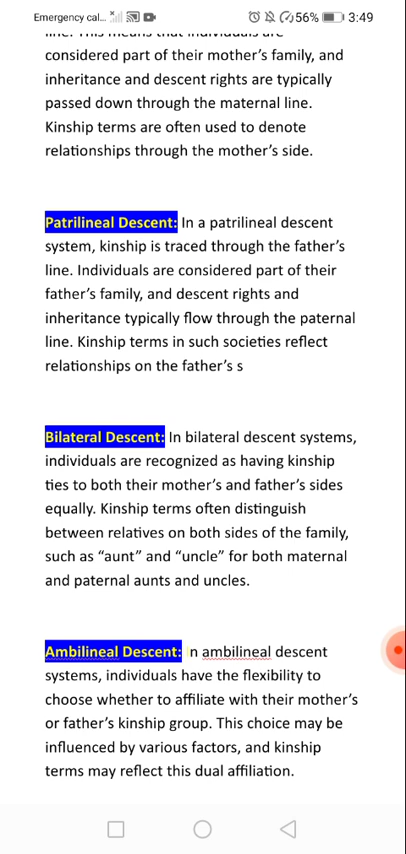 Emergency cal... 56% 3:49
line. This means that individuals are
considered part of their mother's family, and
inheritance and descent rights are typically
passed down through the maternal line.
Kinship terms are often used to denote
relationships through the mother's side.
Patrilineal Descent: In a patrilineal descent
system, kinship is traced through the father's
line. Individuals are considered part of their
father's family, and descent rights and
inheritance typically flow through the paternal
line. Kinship terms in such societies reflect
relationships on the father's s
Bilateral Descent: In bilateral descent systems,
individuals are recognized as having kinship
ties to both their mother's and father's sides
equally. Kinship terms often distinguish
between relatives on both sides of the family,
such as “aunt” and “uncle” for both maternal
and paternal aunts and uncles.
Ambilineal Descent: In ambilineal descent
systems, individuals have the flexibility to
choose whether to affiliate with their mother's
or father's kinship group. This choice may be
influenced by various factors, and kinship
terms may reflect this dual affiliation.